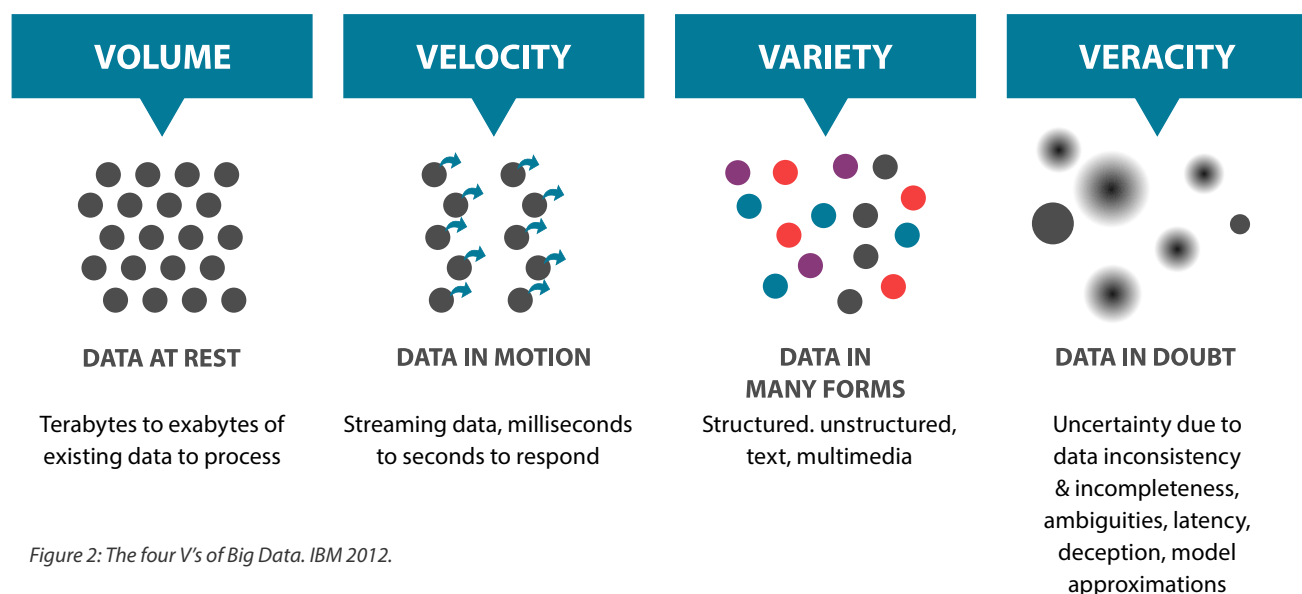 VOLUME
DATA AT REST
Terabytes to exabytes of
existing data to process
VELOCITY
DATA IN MOTION
Streaming data, milliseconds
to seconds to respond
VARIETY
DATA IN
MANY FORMS
Structured. unstructured,
text, multimedia
VERACITY
DATA IN DOUBT
Uncertainty due to
data inconsistency
& incompleteness,
ambiguities, latency,
deception, model
approximations
Figure 2: The four V's of Big Data. IBM 2012.